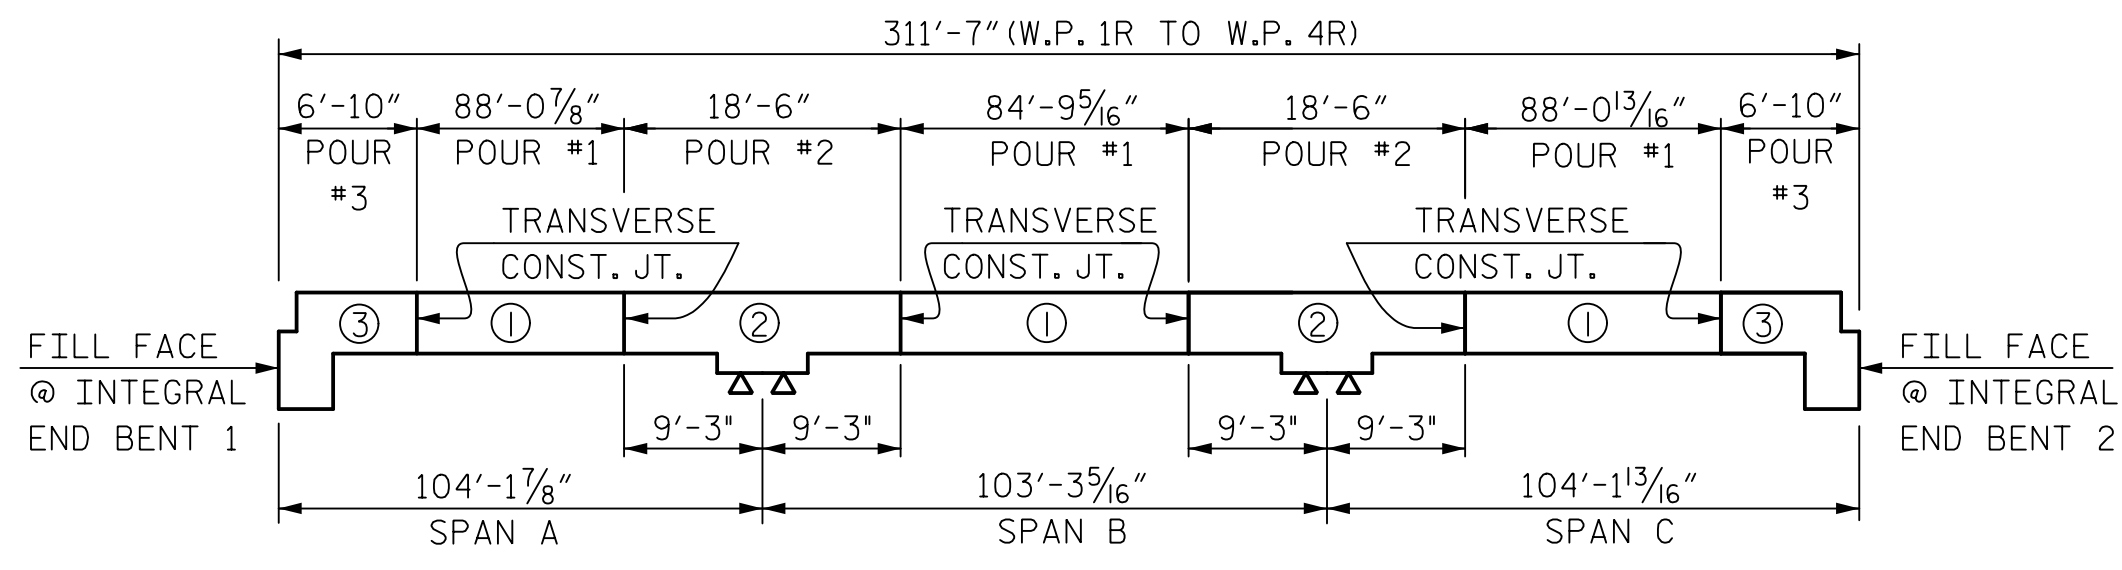 311'-7" (W.P. 1R TO W.P. 4R)
6'-10" 88'-0 7/8" 18'-6" 84'-9 5/16" 18'-6" 88'-0 13/16" 6'-10"
POUR POUR #1 POUR #2 POUR #1 POUR #2 POUR #1 POUR
#3 #3
TRANSVERSE TRANSVERSE TRANSVERSE
CONST. JT. CONST. JT. CONST. JT.
3 1 2 1 2 1 3
FILL FACE FILL FACE
@ INTEGRAL @ INTEGRAL
END BENT 1 END BENT 2
9'-3" 9'-3" 9'-3" 9'-3"
104'-1 7/8" 103'-3 5/16" 104'-1 13/16"
SPAN A SPAN B SPAN C